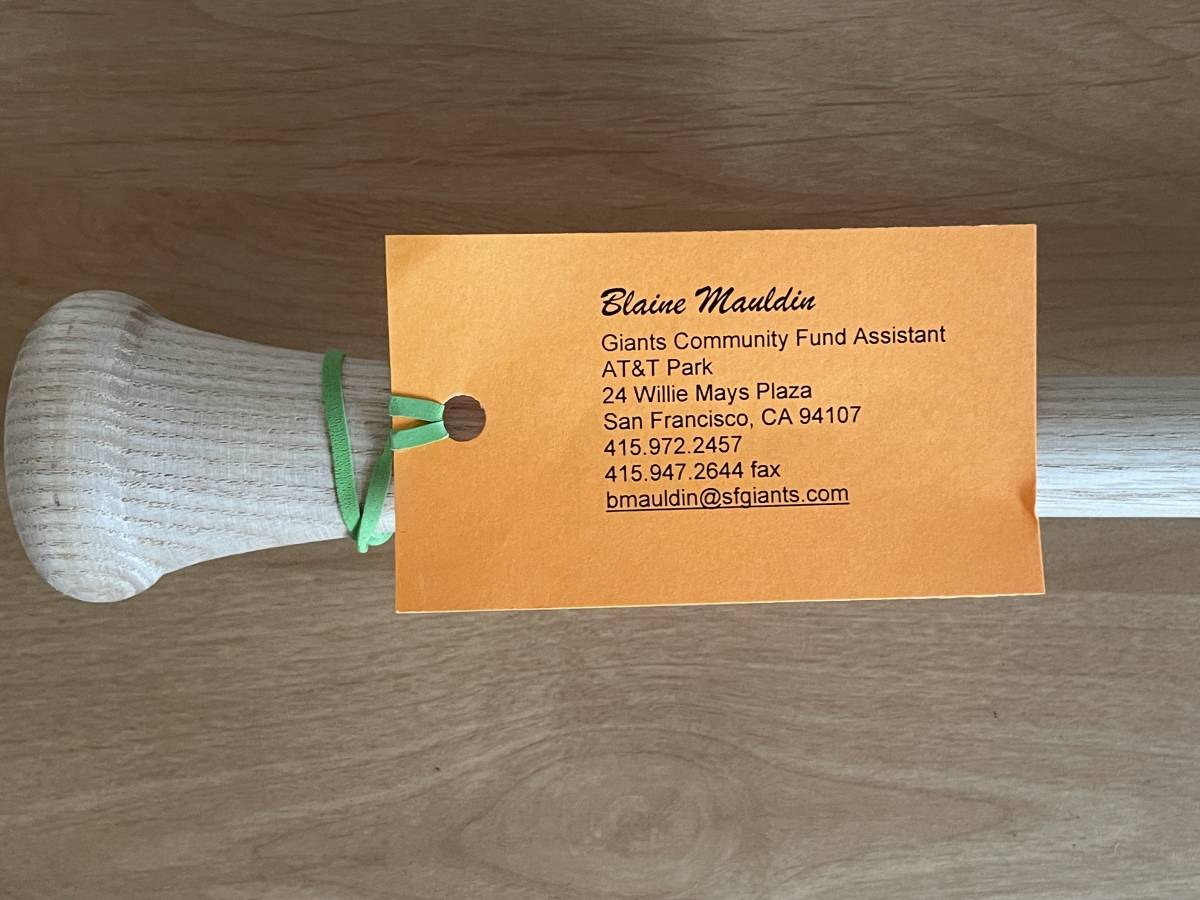 Blaine Mauldin
Giants Community Fund Assistant
AT&T Park
24 Willie Mays Plaza
San Francisco, CA 94107
415.972.2457
415.947.2644 fax
bmauldin@sfgiants.com